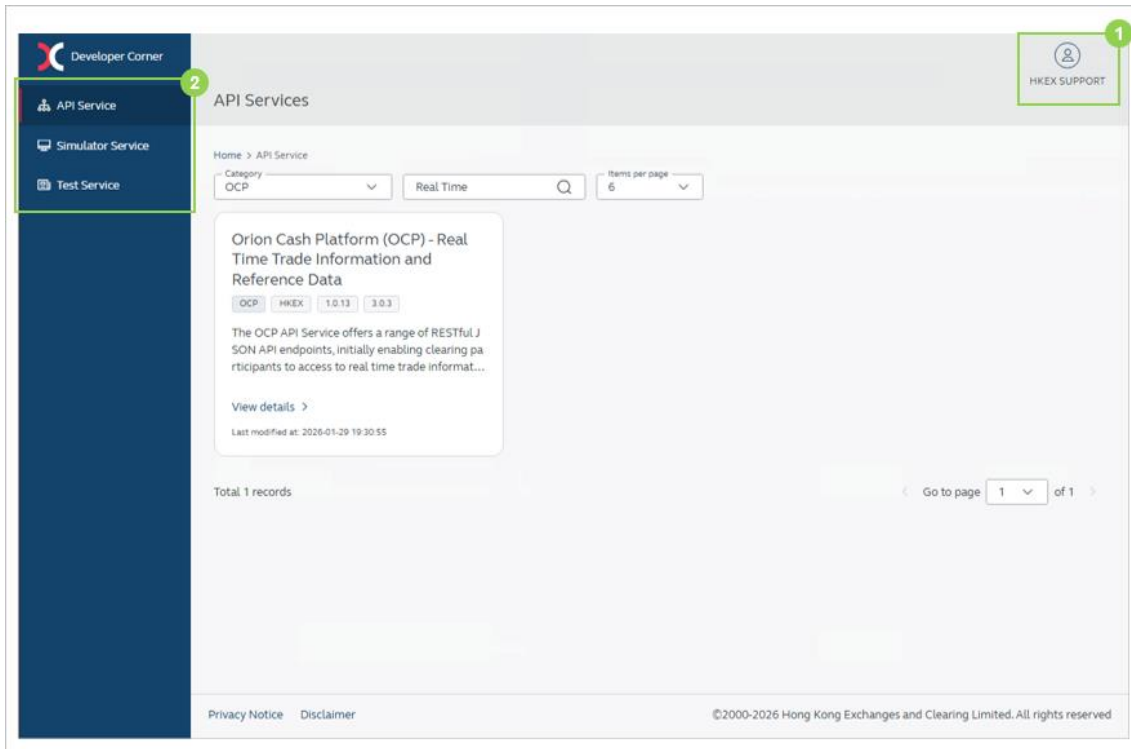 Developer Corner
1
HKEX SUPPORT
2
API Service
Simulator Service
Test Service
API Services
Home > API Service
Category
OCP
Real Time
Items per page
6
Orion Cash Platform (OCP) - Real
Time Trade Information and
Reference Data
OCP HKEX 1.0.13 3.0.3
The OCP API Service offers a range of RESTful J
SON API endpoints, initially enabling clearing pa
rticipants to access to real time trade informat...
View details >
Last modified at: 2026-01-29 19:30:55
Total 1 records
< Go to page 1 of 1 >
Privacy Notice Disclaimer
©2000-2026 Hong Kong Exchanges and Clearing Limited. All rights reserved